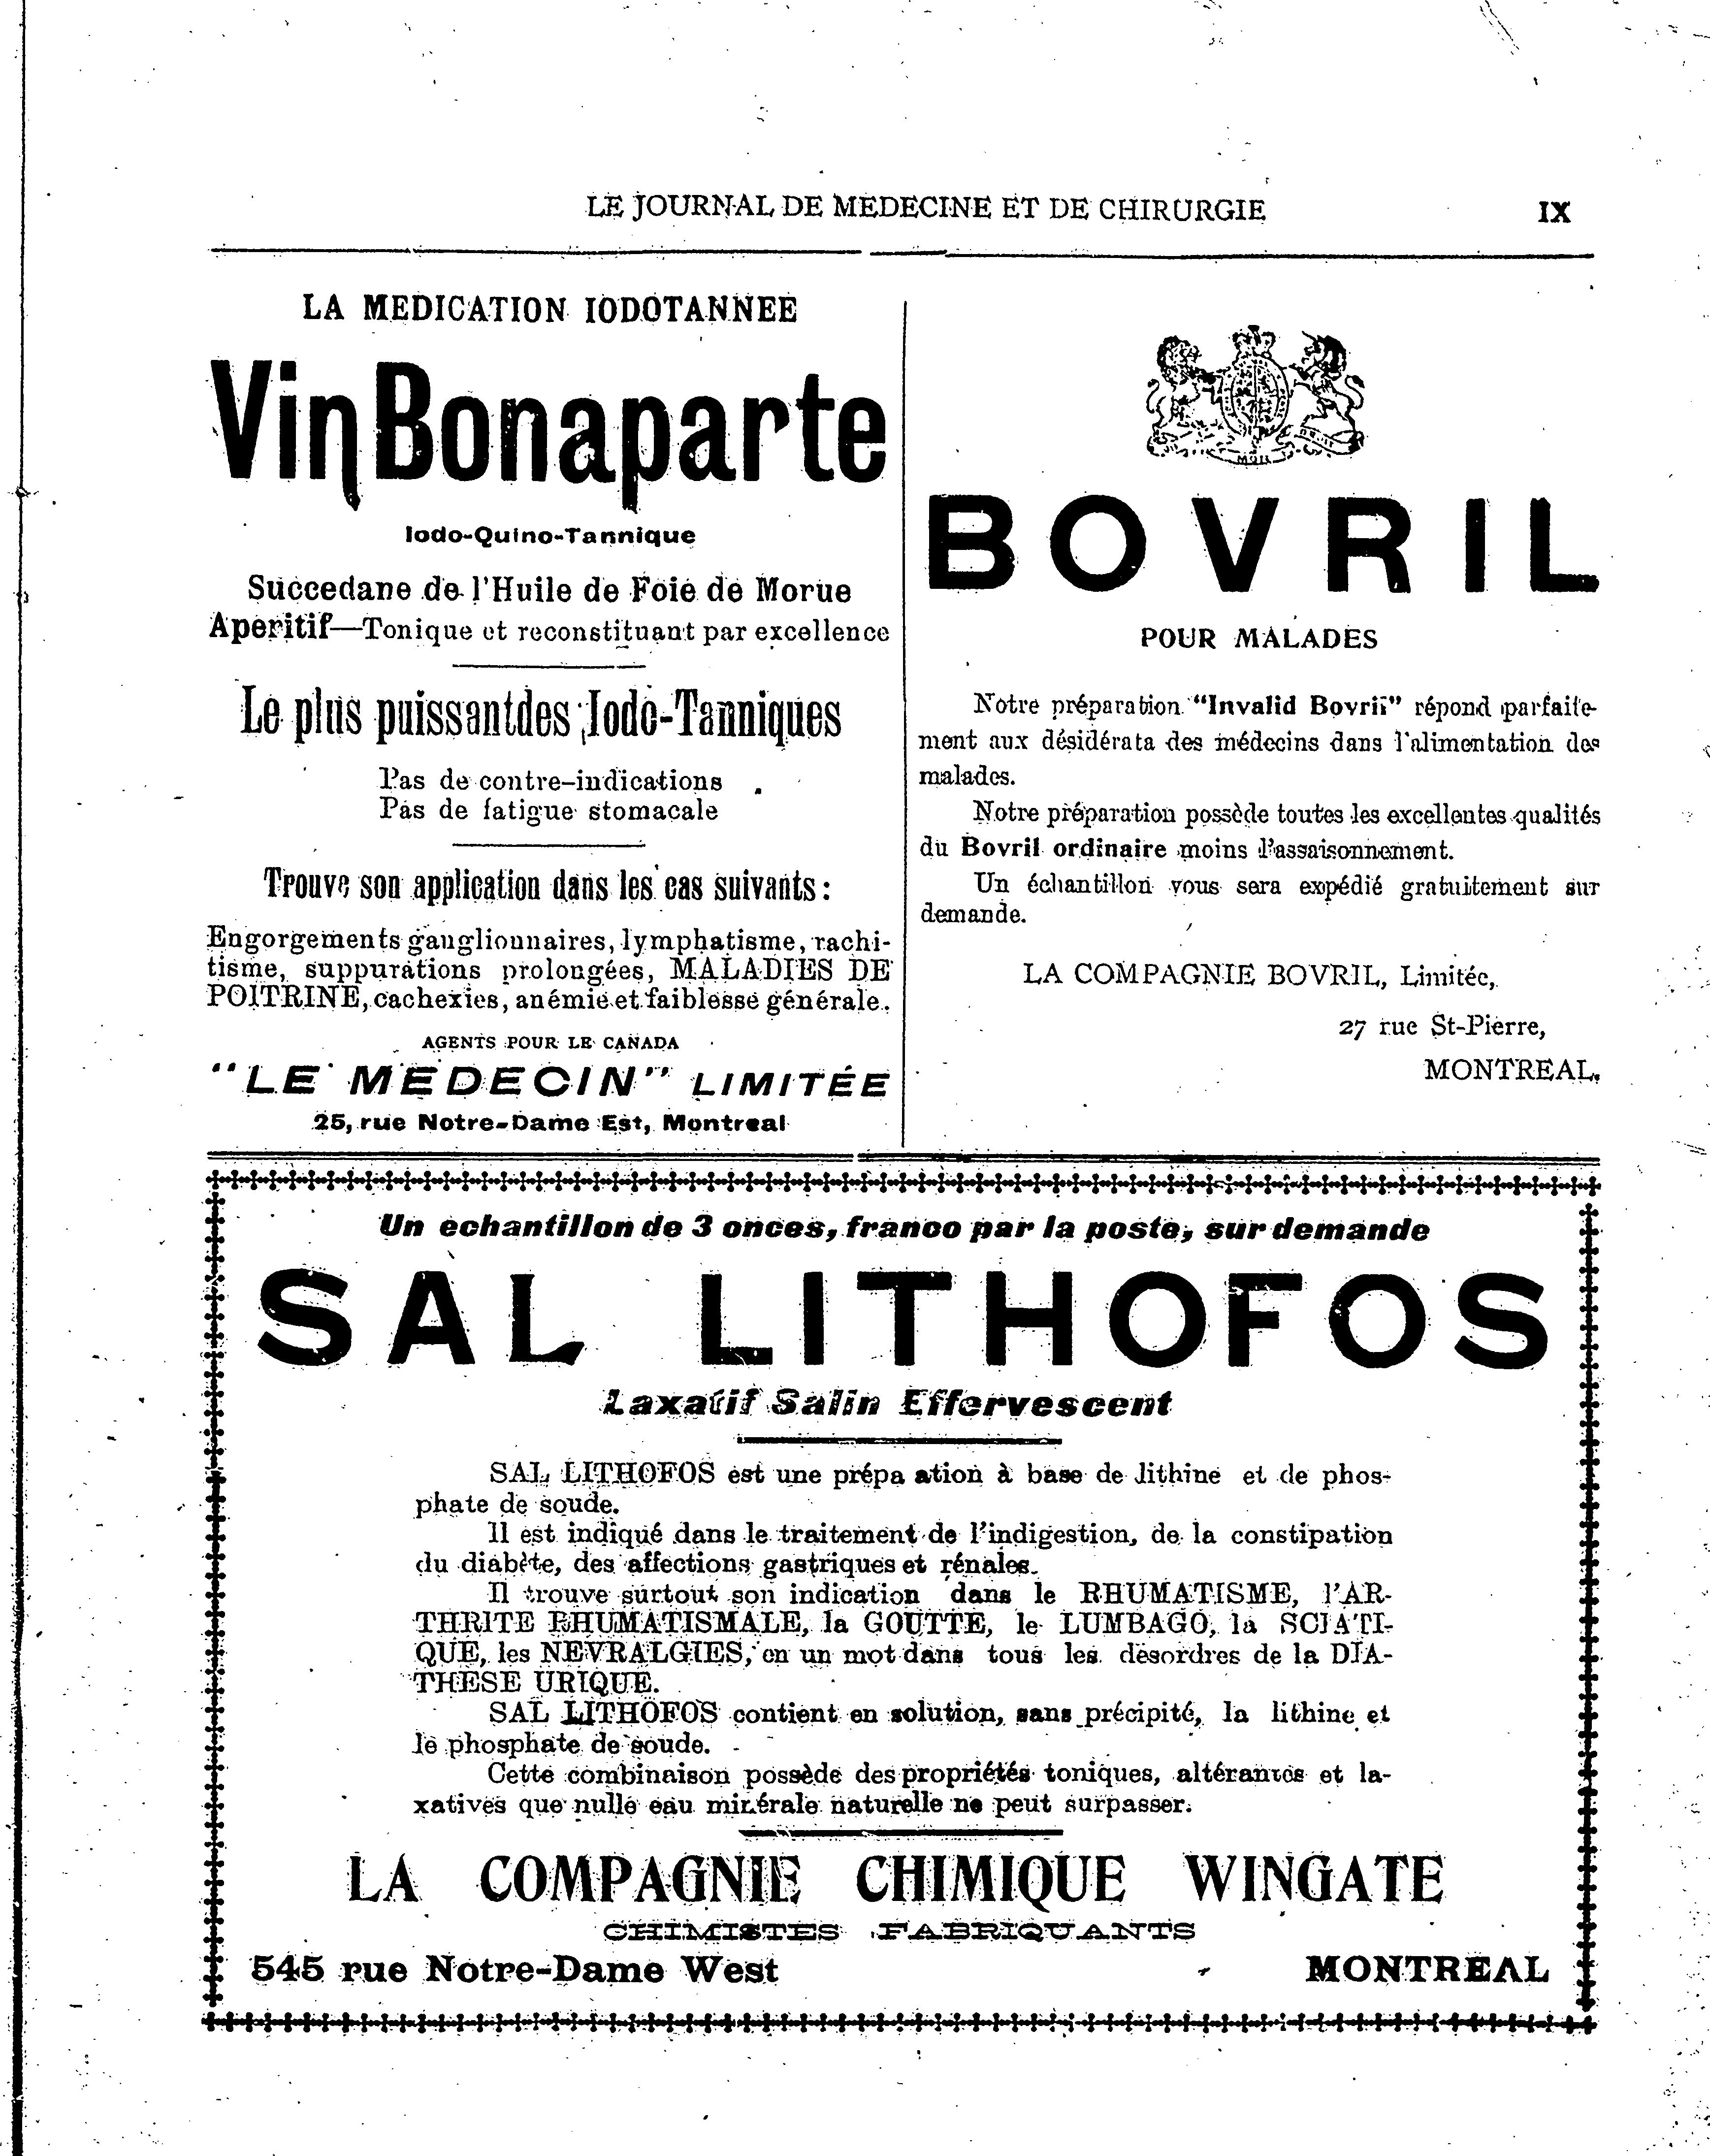 LE JOURNAL DE MEDECINE ET DE CHIRURGIE
IX
LA MEDICATION IODOTANNEE
Vin Bonaparte
Iodo-Quino-Tannique
Succedane de l'Huile de Foie de Morue
Aperitif—Tonique et reconstituant par excellence
Le plus puissant des Iodo-Tanniques
Pas de contre-indications
Pas de fatigue stomacale
Trouve son application dans les cas suivants:
Engorgements ganglionnaires, lymphatisme, rachi-
tisme, suppurations prolongées, MALADIES DE
POITRINE, cachexies, anémie et faiblesse générale.
AGENTS POUR LE CANADA
"LE MEDECIN" LIMITÉE
25, rue Notre-Dame Est, Montreal
BOVRIL
POUR MALADES
Notre préparation "Invalid Bovril" répond parfaite-
ment aux désidérata des médecins dans l'alimentation des
malades.
Notre préparation possède toutes les excellentes qualités
du Bovril ordinaire moins l'assaisonnement.
Un échantillon vous sera expédié gratuitement sur
demande.
LA COMPAGNIE BOVRIL, Limitée,
27 rue St-Pierre,
MONTREAL.
Un echantillon de 3 onces, franco par la poste, sur demande
SAL LITHOFOS
Laxatif Salin Effervescent
SAL LITHOFOS est une prépa ation à base de lithine et de phos-
phate de soude.
Il est indiqué dans le traitement de l'indigestion, de la constipation
du diabète, des affections gastriques et rénales.
Il trouve surtout son indication dans le RHUMATISME, l'AR-
THRITE RHUMATISMALE, la GOUTTE, le LUMBAGO, la SCIATI-
QUE, les NEVRALGIES, en un mot dans tous les desordres de la DIA-
THESE URIQUE.
SAL LITHOFOS contient en solution, sans précipité, la lithine et
le phosphate de soude.
Cette combinaison possède des propriétés toniques, altérantes et la-
xatives que nulle eau minérale naturelle ne peut surpasser.
LA COMPAGNIE CHIMIQUE WINGATE
CHIMISTES FABRIQUANTS
545 rue Notre-Dame West
MONTREAL